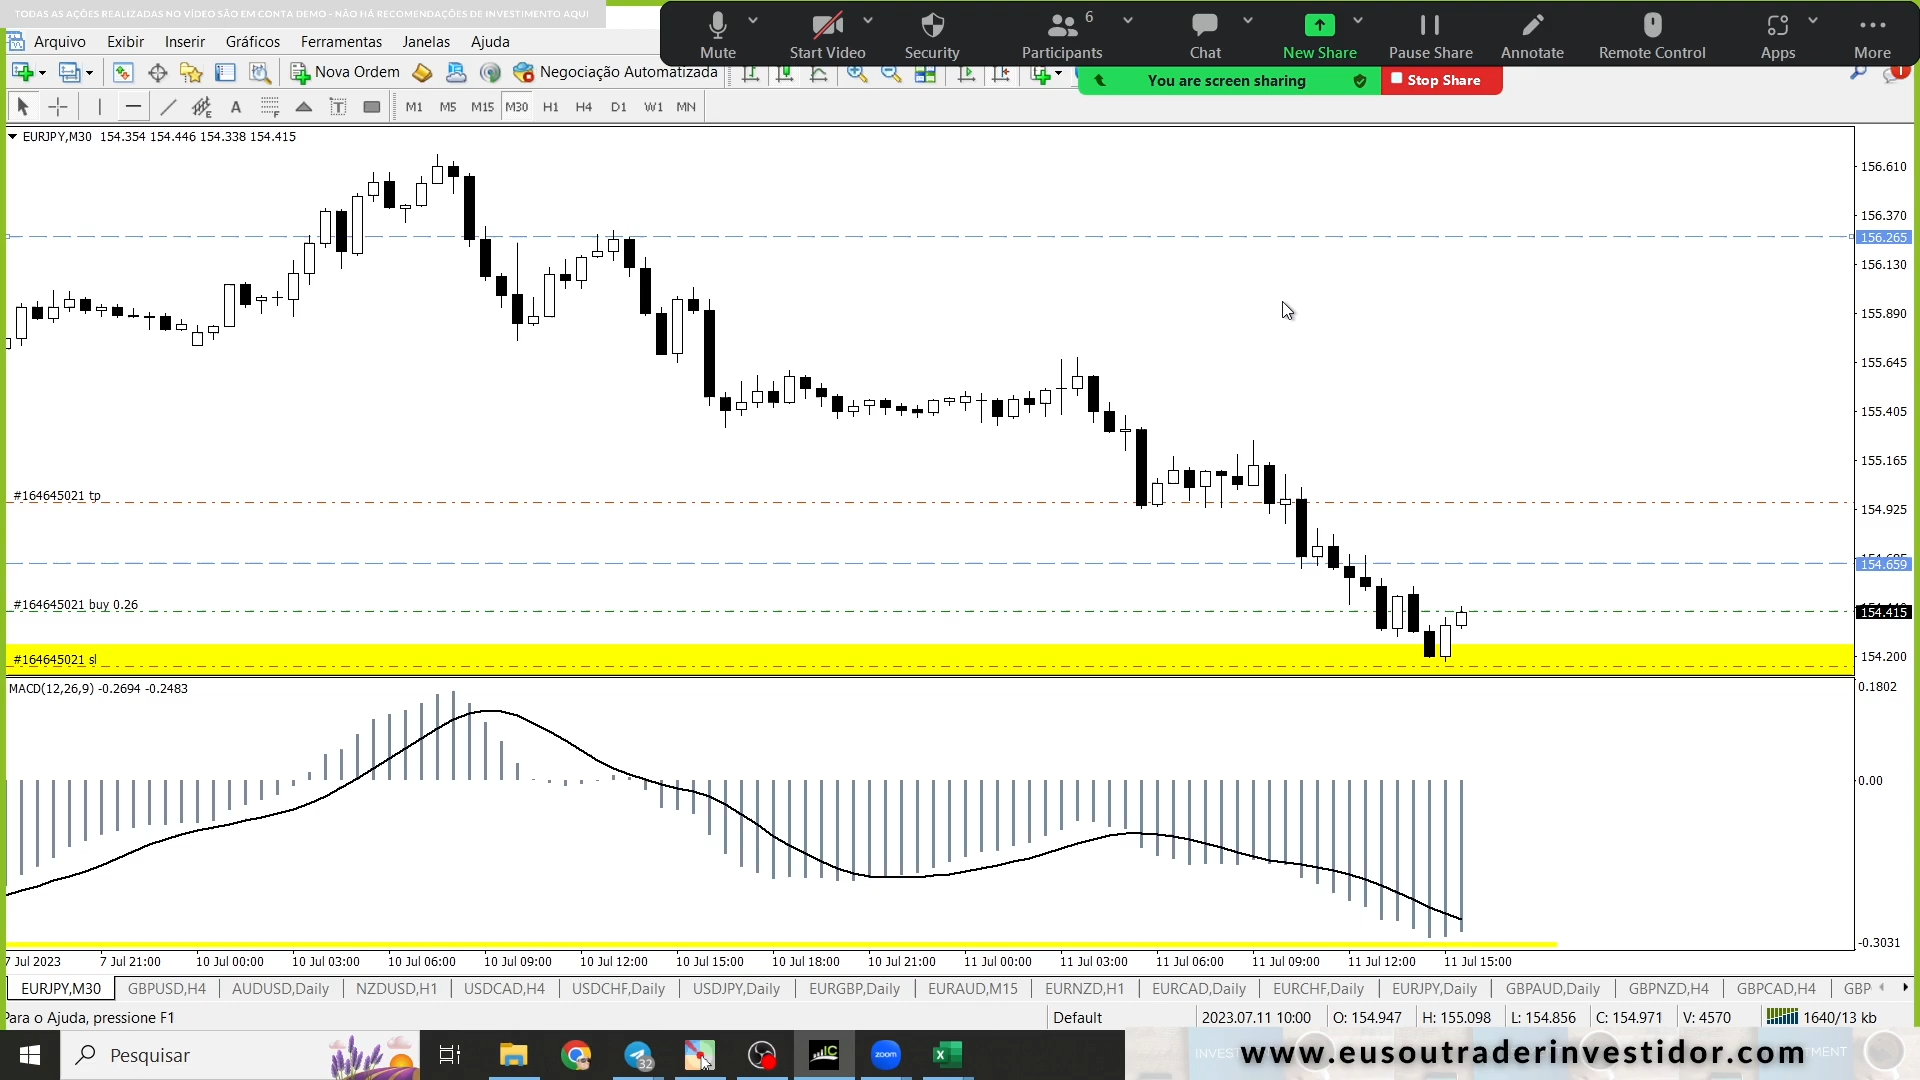 TODAS AS AÇÕES REALIZADAS NO VÍDEO SÃO EM CONTA DEMO - NÃO HÁ RECOMENDAÇÕES DE INVESTIMENTO AQUI
Mute Start Video Security Participants 6 Chat New Share Pause Share Annotate Remote Control Apps More
Arquivo Exibir Inserir Gráficos Ferramentas Janelas Ajuda
Nova Ordem Negociação Automatizada
You are screen sharing Stop Share
M1 M5 M15 M30 H1 H4 D1 W1 MN
EURJPY,M30 154.354 154.446 154.338 154.415
156.610
156.370
156.265
156.130
155.890
155.645
155.405
155.165
#164645021 tp
154.925
154.659
#164645021 buy 0.26
154.415
#164645021 sl
154.200
MACD(12,26,9) -0.2694 -0.2483
0.1802
0.00
-0.3031
7 Jul 2023 7 Jul 21:00 10 Jul 00:00 10 Jul 03:00 10 Jul 06:00 10 Jul 09:00 10 Jul 12:00 10 Jul 15:00 10 Jul 18:00 10 Jul 21:00 11 Jul 00:00 11 Jul 03:00 11 Jul 06:00 11 Jul 09:00 11 Jul 12:00 11 Jul 15:00
EURJPY,M30 GBPUSD,H4 AUDUSD,Daily NZDUSD,H1 USDCAD,H4 USDCHF,Daily USDJPY,Daily EURGBP,Daily EURAUD,M15 EURNZD,H1 EURCAD,Daily EURCHF,Daily EURJPY,Daily GBPAUD,Daily GBPNZD,H4 GBPCAD,H4 GBP
Para o Ajuda, pressione F1 Default 2023.07.11 10:00 O: 154.947 H: 155.098 L: 154.856 C: 154.971 V: 4570 1640/13 kb
Pesquisar 32 IC zoom
www.eusoutraderinvestidor.com